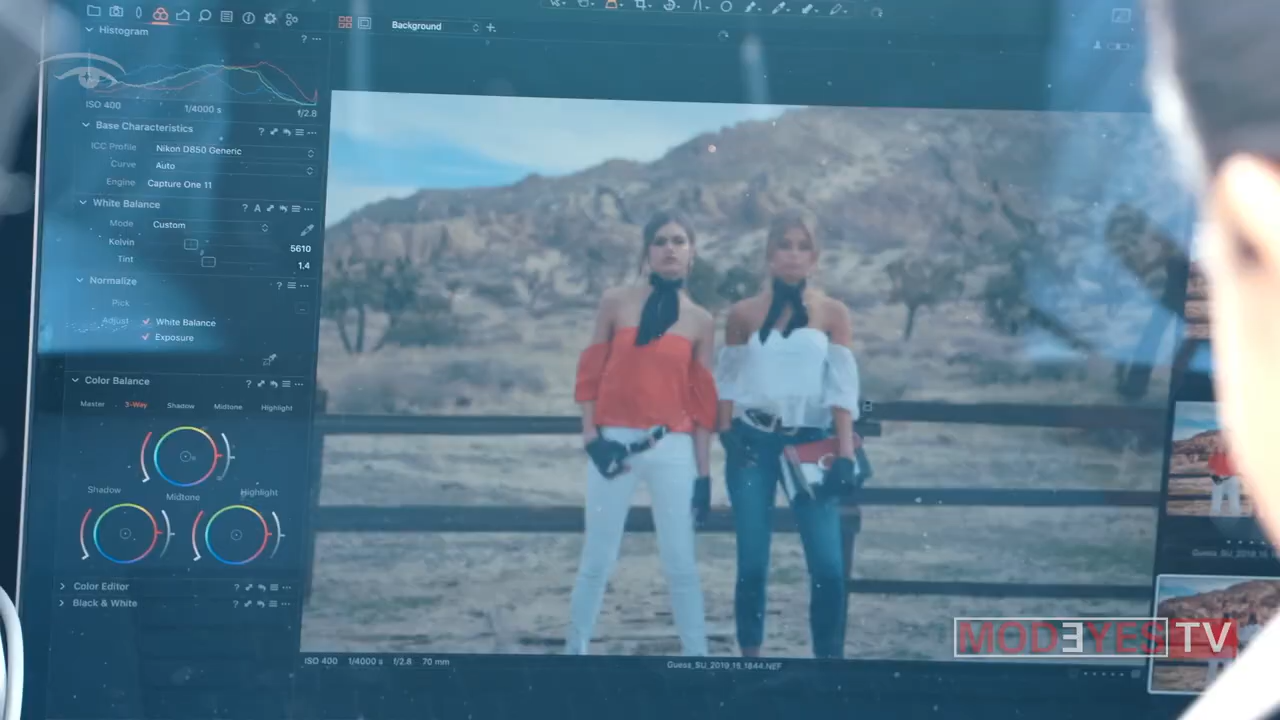 Background
Histogram
ISO 400 1/4000 s f/2.8
Base Characteristics
ICC Profile Nikon D850 Generic
Curve Auto
Engine Capture One 11
White Balance
Mode Custom
Kelvin 5610
Tint 1.4
Normalize
Pick
Adjust White Balance
Exposure
Color Balance
Master 3-Way Shadow Midtone Highlight
Shadow Midtone Highlight
Color Editor
Black & White
ISO 400 1/4000 s f/2.8 70 mm
Guess_SU_2019_15_1844.NEF
MODEYES TV